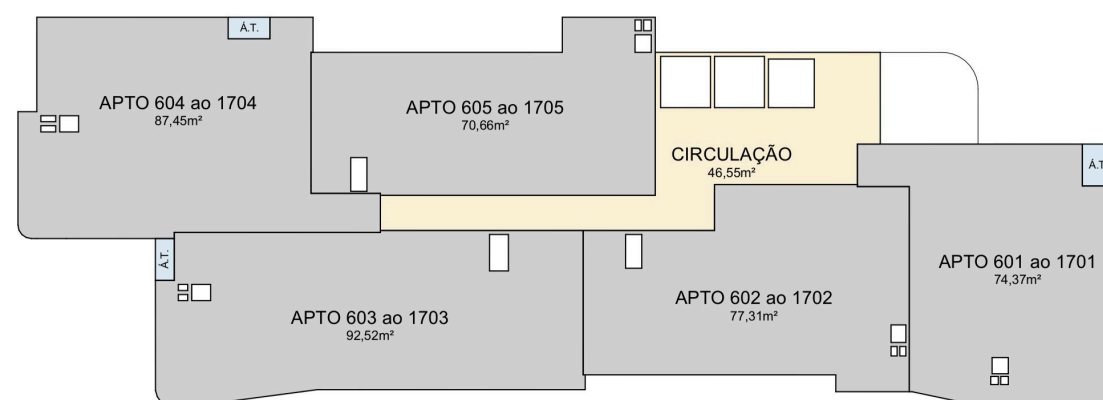 Á.T.
APTO 604 ao 1704
87,45m²
APTO 605 ao 1705
70,66m²
CIRCULAÇÃO
46,55m²
Á.T
Á.T.
APTO 603 ao 1703
92,52m²
APTO 602 ao 1702
77,31m²
APTO 601 ao 1701
74,37m²